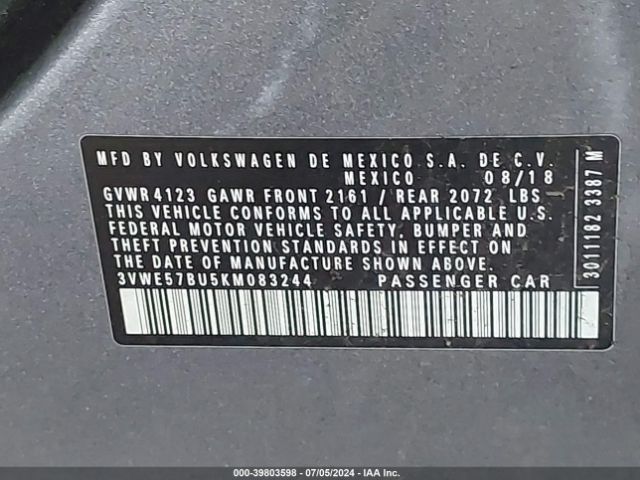 MFD BY VOLKSWAGEN DE MEXICO S.A. DE C.V.
MEXICO 08/18
GVWR 4123 GAWR FRONT 2161 / REAR 2072 LBS
THIS VEHICLE CONFORMS TO ALL APPLICABLE U.S.
FEDERAL MOTOR VEHICLE SAFETY, BUMPER AND
THEFT PREVENTION STANDARDS IN EFFECT ON
THE DATE OF MANUFACTURE SHOWN ABOVE.
3VWE57BU5KM083244 PASSENGER CAR
3011182 3387 M
000-39803598 - 07/05/2024 - IAAI.com